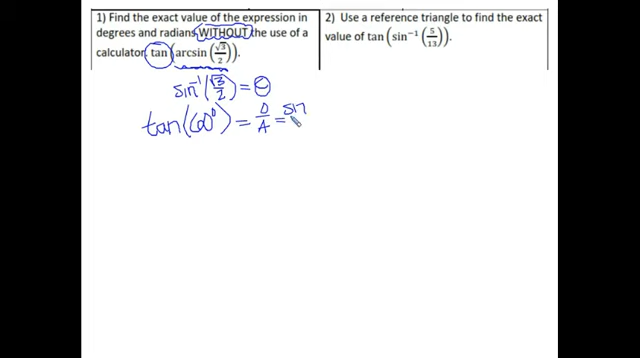 1) Find the exact value of the expression in
degrees and radians WITHOUT the use of a
calculator. tan (arcsin (√3/2)).
sin⁻¹(√3/2) = θ
tan(60°) = O/A = sin
2) Use a reference triangle to find the exact
value of tan (sin⁻¹ (5/13)).